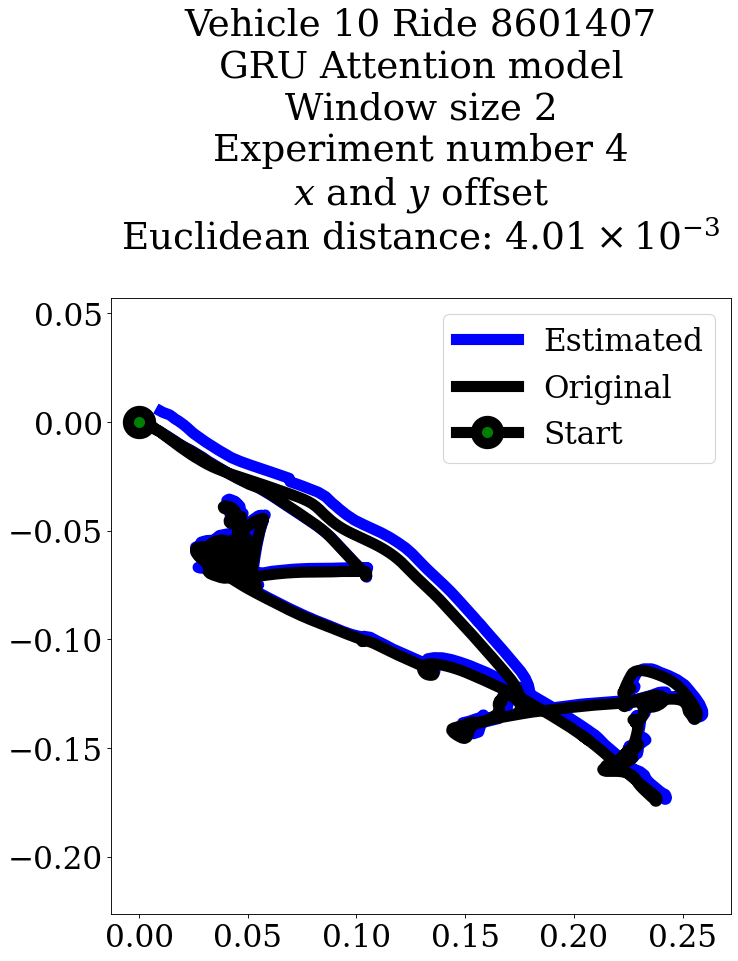 Vehicle 10 Ride 8601407
GRU Attention model
Window size 2
Experiment number 4
x and y offset
Euclidean distance: 4.01 × 10⁻³
Estimated
Original
Start
0.05
0.00
−0.05
−0.10
−0.15
−0.20
0.00 0.05 0.10 0.15 0.20 0.25